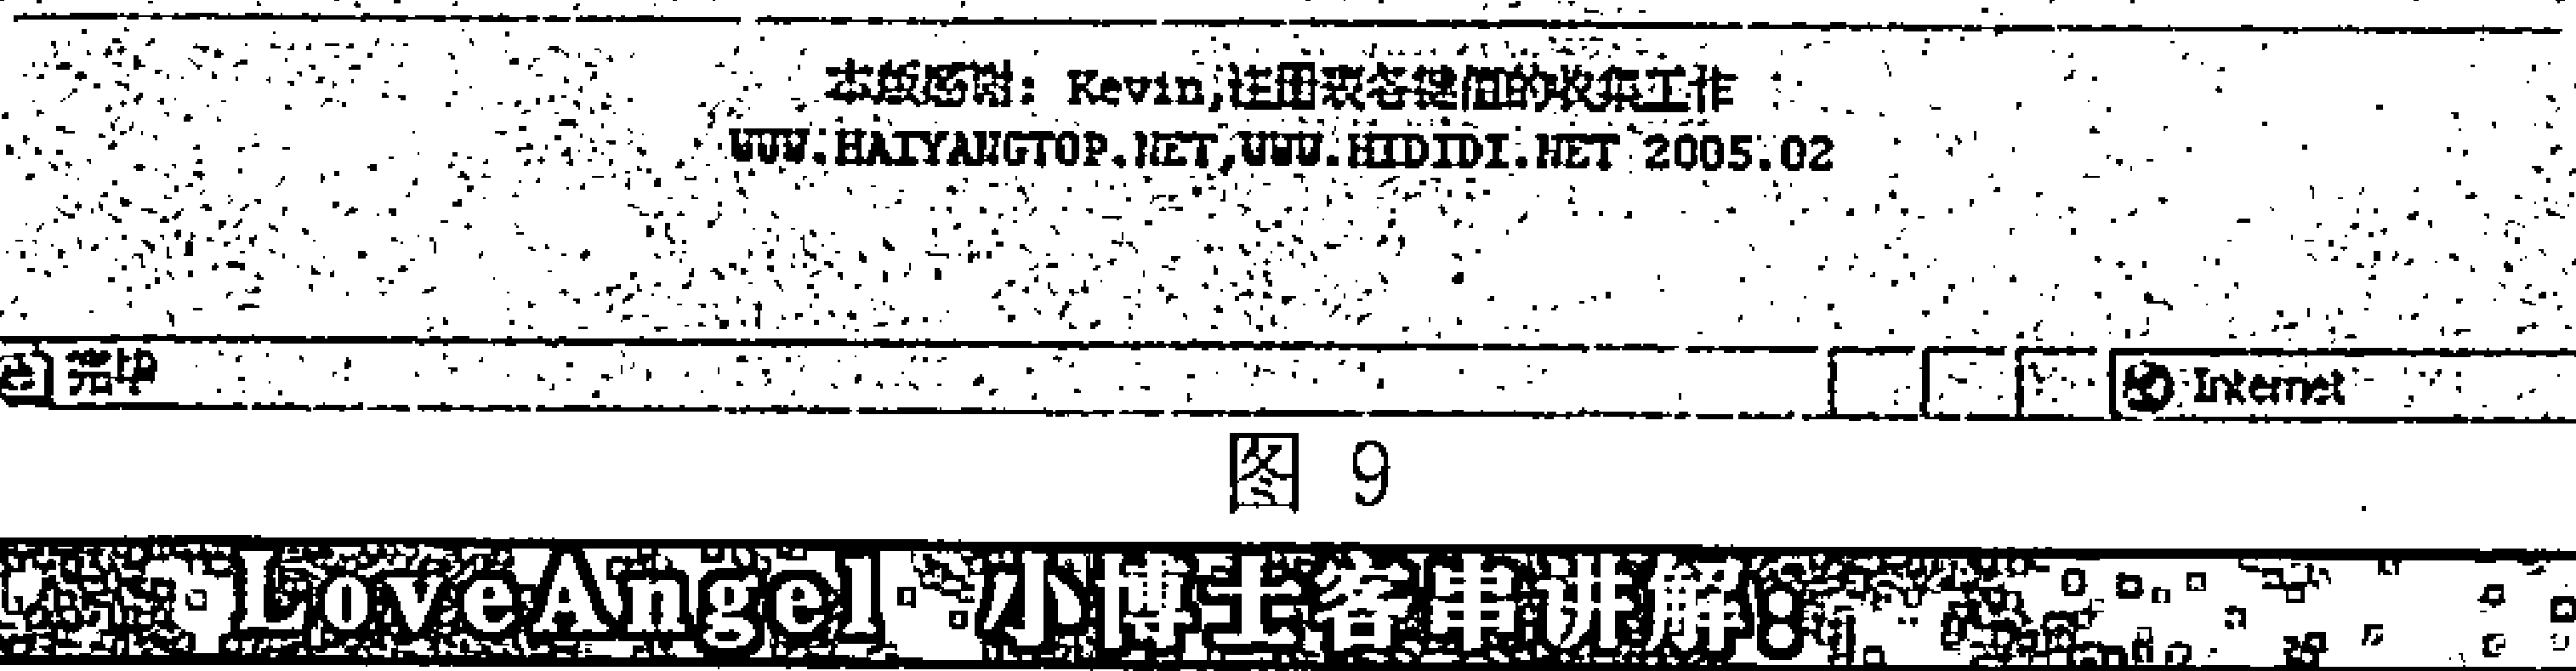 本版感谢：Kevin,注册表各键值的收集工作
WWW.HAIYANGTOP.NET,WWW.HIDIDI.NET 2005.02
完毕 Internet
图 9
LoveAngel 小博士客串讲解：